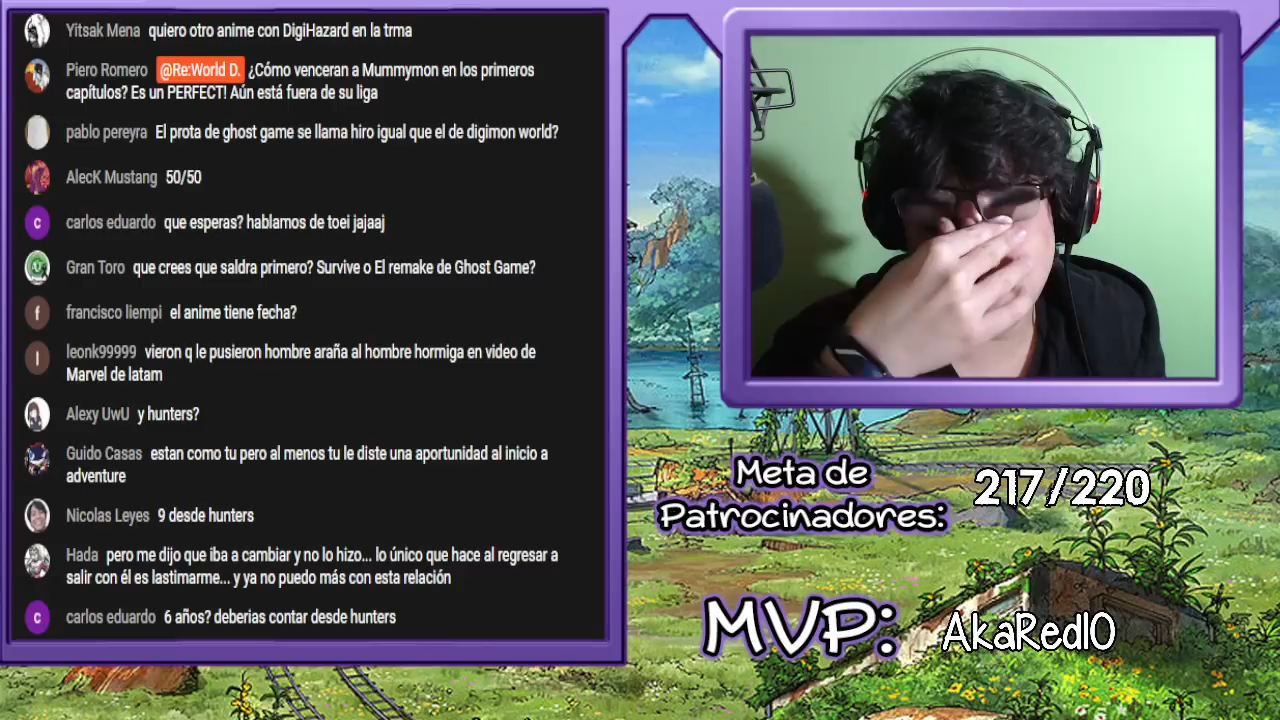 Yitsak Mena quiero otro anime con DigiHazard en la trma
Piero Romero @Re:World D. ¿Cómo venceran a Mummymon en los primeros
capítulos? Es un PERFECT! Aún está fuera de su liga
pablo pereyra El prota de ghost game se llama hiro igual que el de digimon world?
AlecK Mustang 50/50
c carlos eduardo que esperas? hablamos de toei jajaaj
Gran Toro que crees que saldra primero? Survive o El remake de Ghost Game?
f francisco liempi el anime tiene fecha?
l leonk99999 vieron q le pusieron hombre araña al hombre hormiga en video de
Marvel de latam
Alexy UwU y hunters?
Guido Casas estan como tu pero al menos tu le diste una aportunidad al inicio a
adventure
Nicolas Leyes 9 desde hunters
Hada pero me dijo que iba a cambiar y no lo hizo... lo único que hace al regresar a
salir con él es lastimarme... y ya no puedo más con esta relación
c carlos eduardo 6 años? deberias contar desde hunters
Meta de
Patrocinadores:
217/220
MVP:
AkaRed10